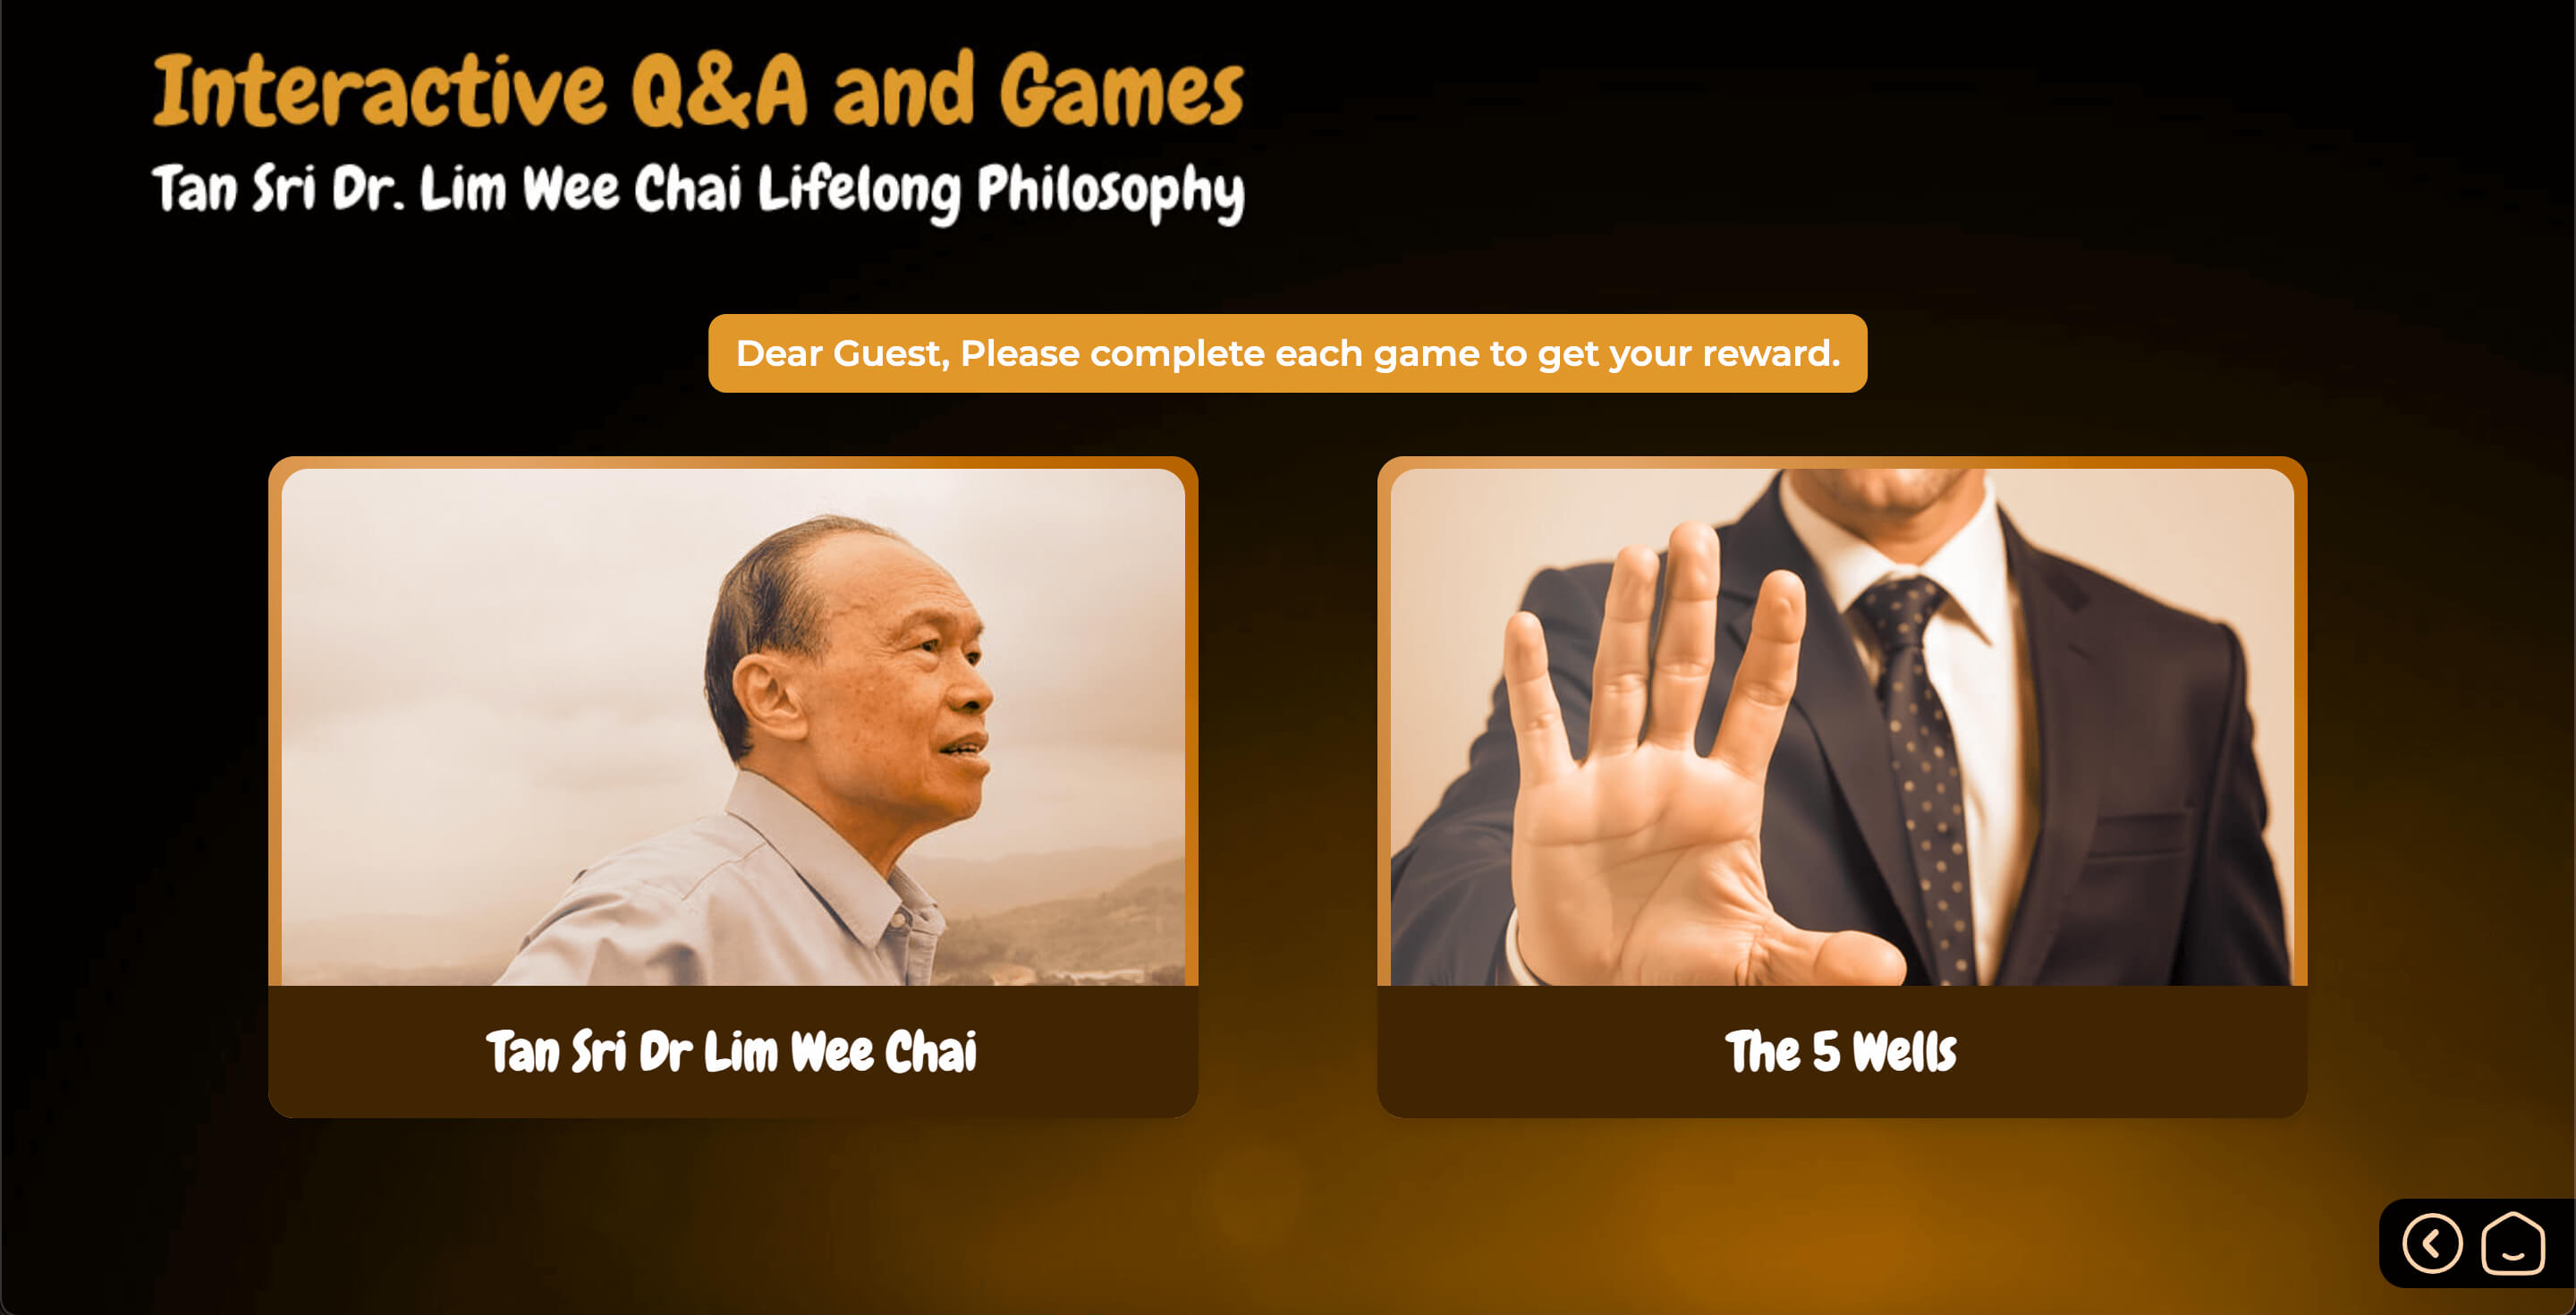 Interactive Q&A and Games
Tan Sri Dr. Lim Wee Chai Lifelong Philosophy
Dear Guest, Please complete each game to get your reward.
Tan Sri Dr Lim Wee Chai
The 5 Wells